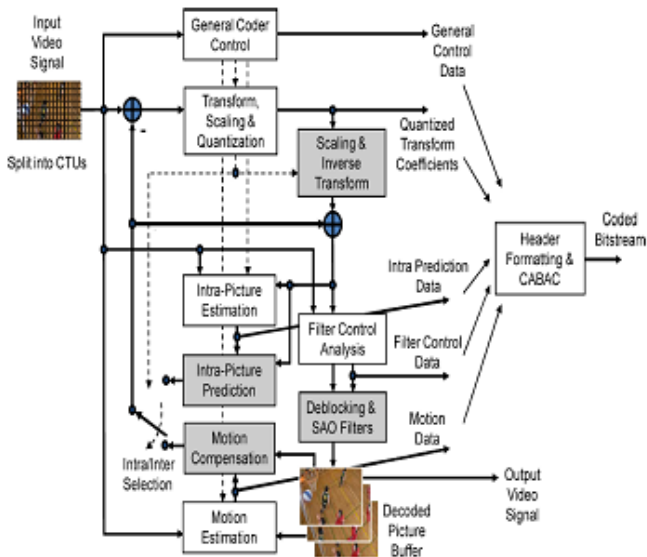 Input
Video
Signal
Split into CTUs
General Coder
Control
General
Control
Data
Transform,
Scaling &
Quantization
-
Quantized
Transform
Coefficients
Scaling &
Inverse
Transform
Header
Formatting &
CABAC
Coded
Bitstream
Intra-Picture
Estimation
Intra Prediction
Data
Filter Control
Analysis
Filter Control
Data
Intra-Picture
Prediction
Deblocking &
SAO Filters
Motion
Compensation
Motion
Data
Intra/Inter
Selection
Motion
Estimation
Decoded
Picture
Buffer
Output
Video
Signal